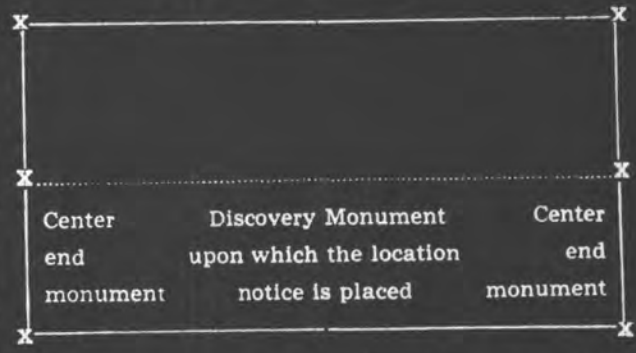 X X
X X
Center Discovery Monument Center
end upon which the location end
monument notice is placed monument
X X